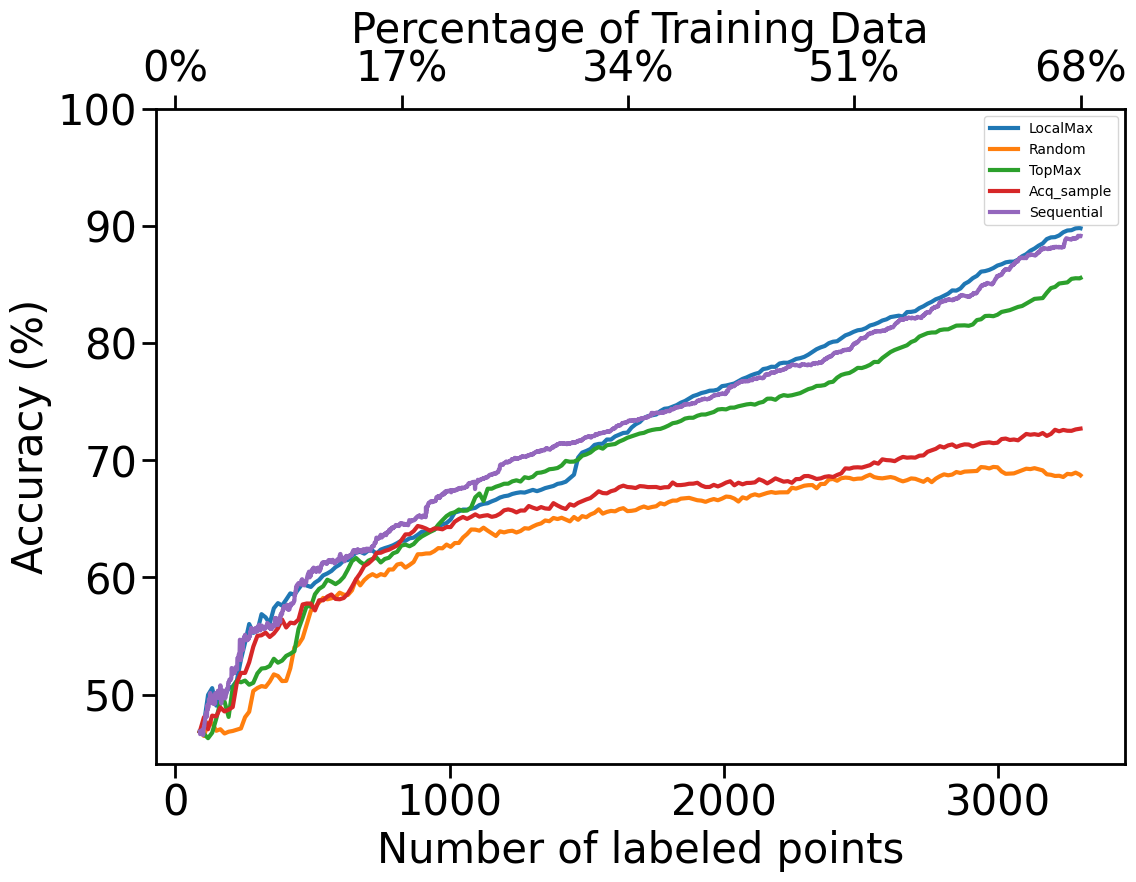 Percentage of Training Data
0% 17% 34% 51% 68%
100
90
80
70
60
50
Accuracy (%)
LocalMax
Random
TopMax
Acq_sample
Sequential
0 1000 2000 3000
Number of labeled points